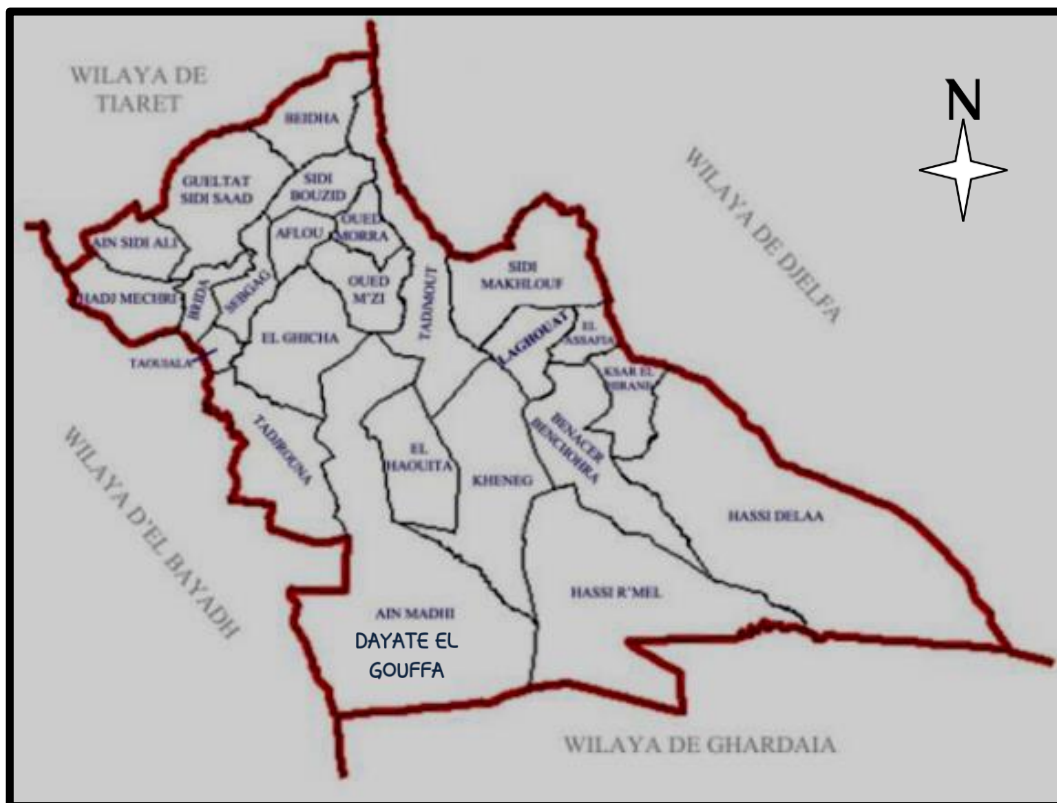 WILAYA DE
TIARET
N
BEIDHA
WILAYA DE DJELFA
GUELTAT
SIDI SAAD
SIDI
BOUZID
AFLOU
OUED
MORRA
AIN SIDI ALI
SIDI
MAKHLOUF
HADJ MECHRI
BRIDA
SEBGAG
OUED
M'ZI
TADJMOUT
EL GHICHA
LAGHOUAT
EL
ASSAFIA
TAOUIALA
KSAR EL
HIRANE
TADJROUNA
EL
HAOUITA
BENACER
BENCHOHRA
KHENEG
WILAYA D'EL BAYADH
HASSI DELAA
HASSI R'MEL
AIN MADHI
DAYATE EL
GOUFFA
WILAYA DE GHARDAIA